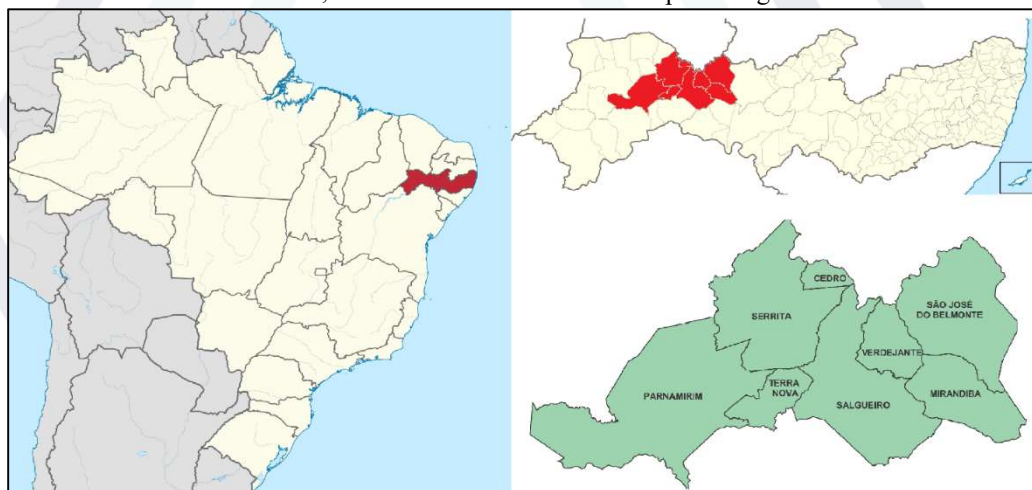 CEDRO
SÃO JOSÉ
DO BELMONTE
SERRITA
VERDEJANTE
TERRA
NOVA
MIRANDIBA
PARNAMIRIM
SALGUEIRO